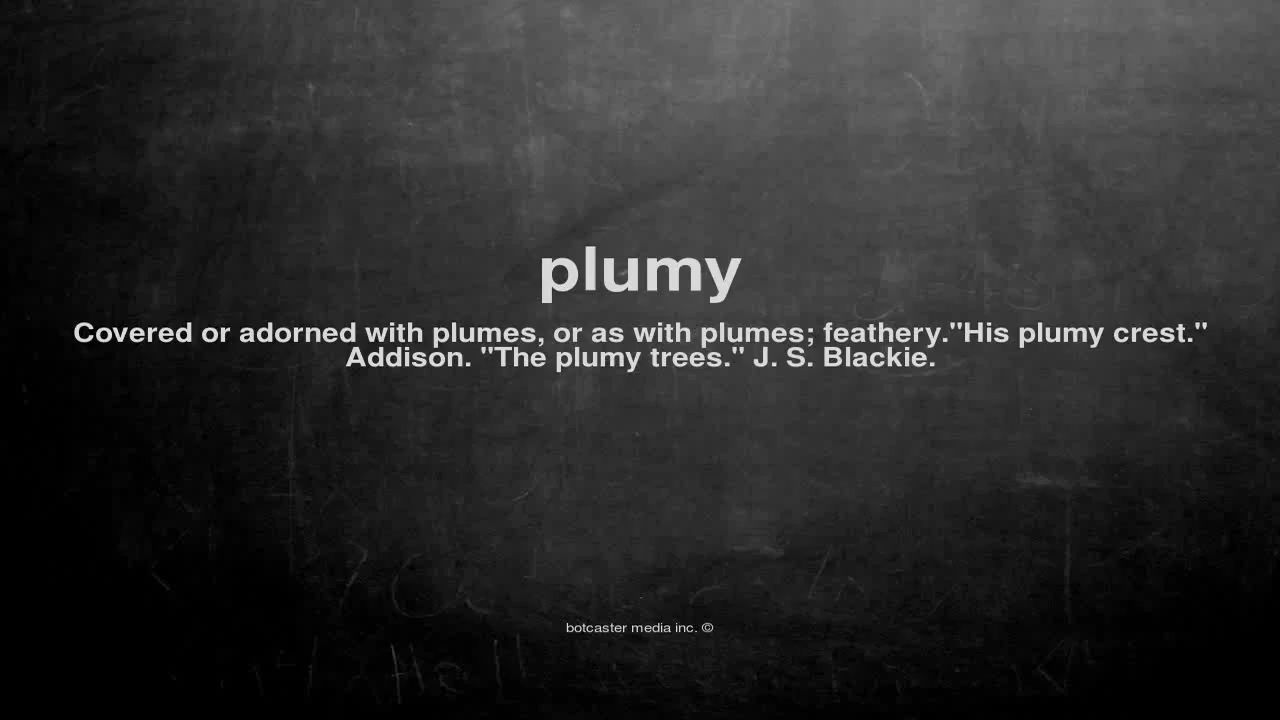 plumy
Covered or adorned with plumes, or as with plumes; feathery."His plumy crest."
Addison. "The plumy trees." J. S. Blackie.
botcaster media inc. ©